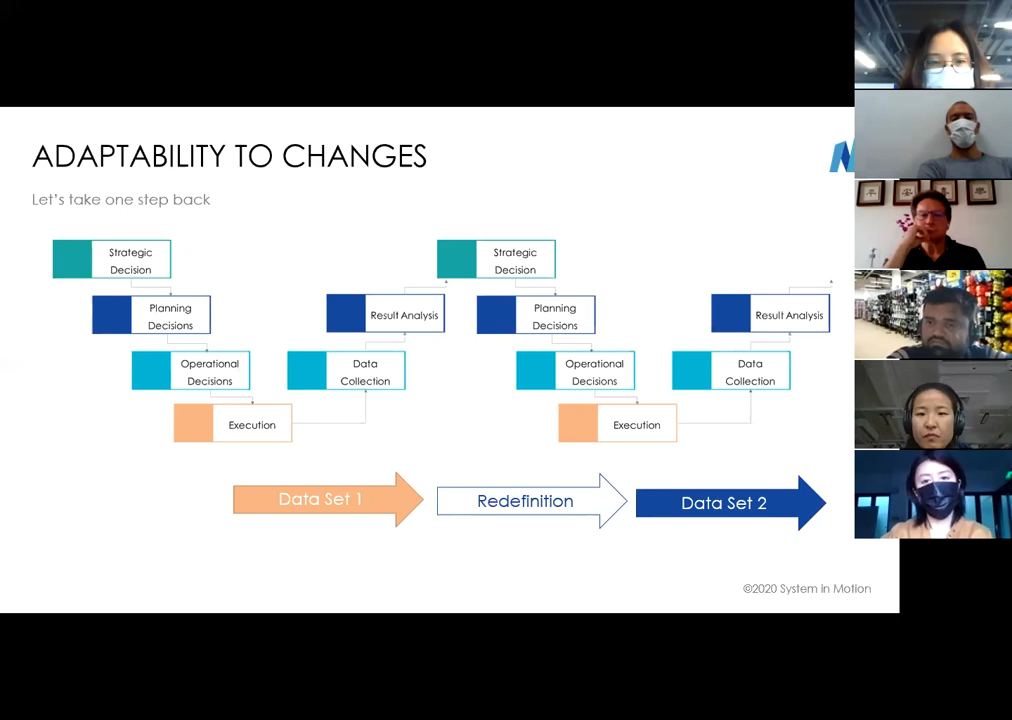 ADAPTABILITY TO CHANGES
Let's take one step back
Strategic
Decision
Planning
Decisions
Operational
Decisions
Execution
Data
Collection
Result Analysis
Strategic
Decision
Planning
Decisions
Operational
Decisions
Execution
Data
Collection
Result Analysis
Data Set 1
Redefinition
Data Set 2
©2020 System in Motion